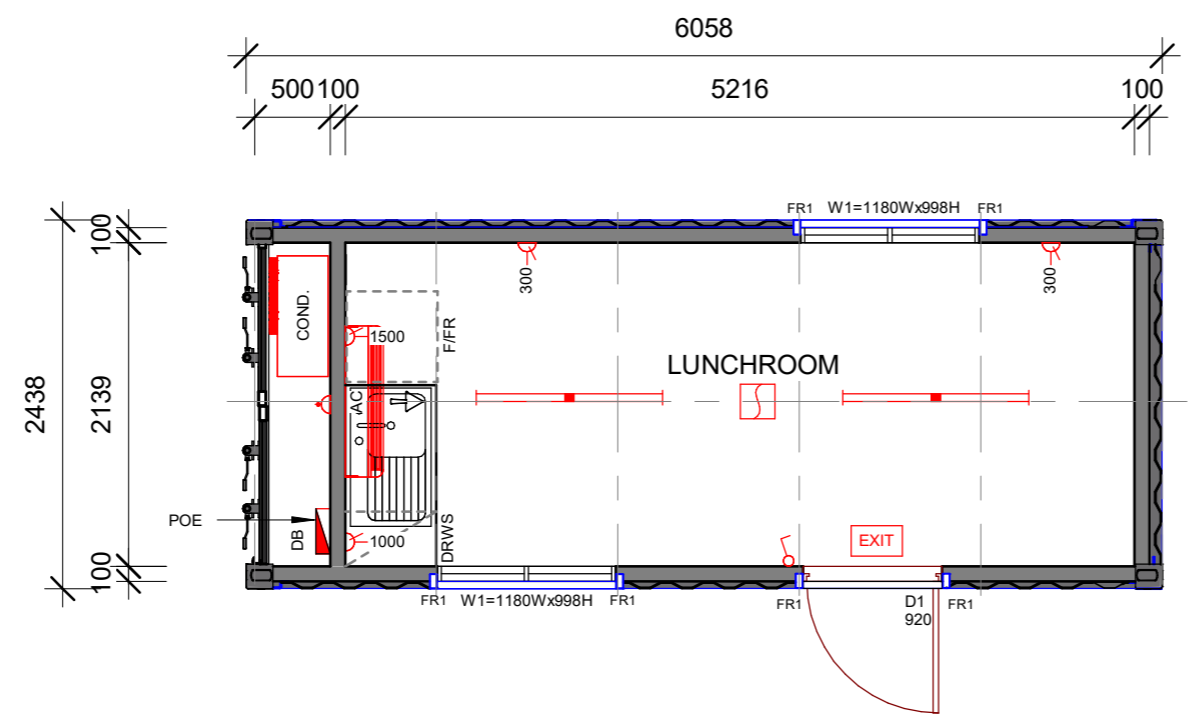 6058
500 100 5216 100
FR1 W1=1180Wx998H FR1
100
2438
2139
100
COND.
300
300
1500
F/FR
LUNCHROOM
AC
POE
DB
1000
DRWS
EXIT
FR1 W1=1180Wx998H FR1
FR1
D1
920
FR1